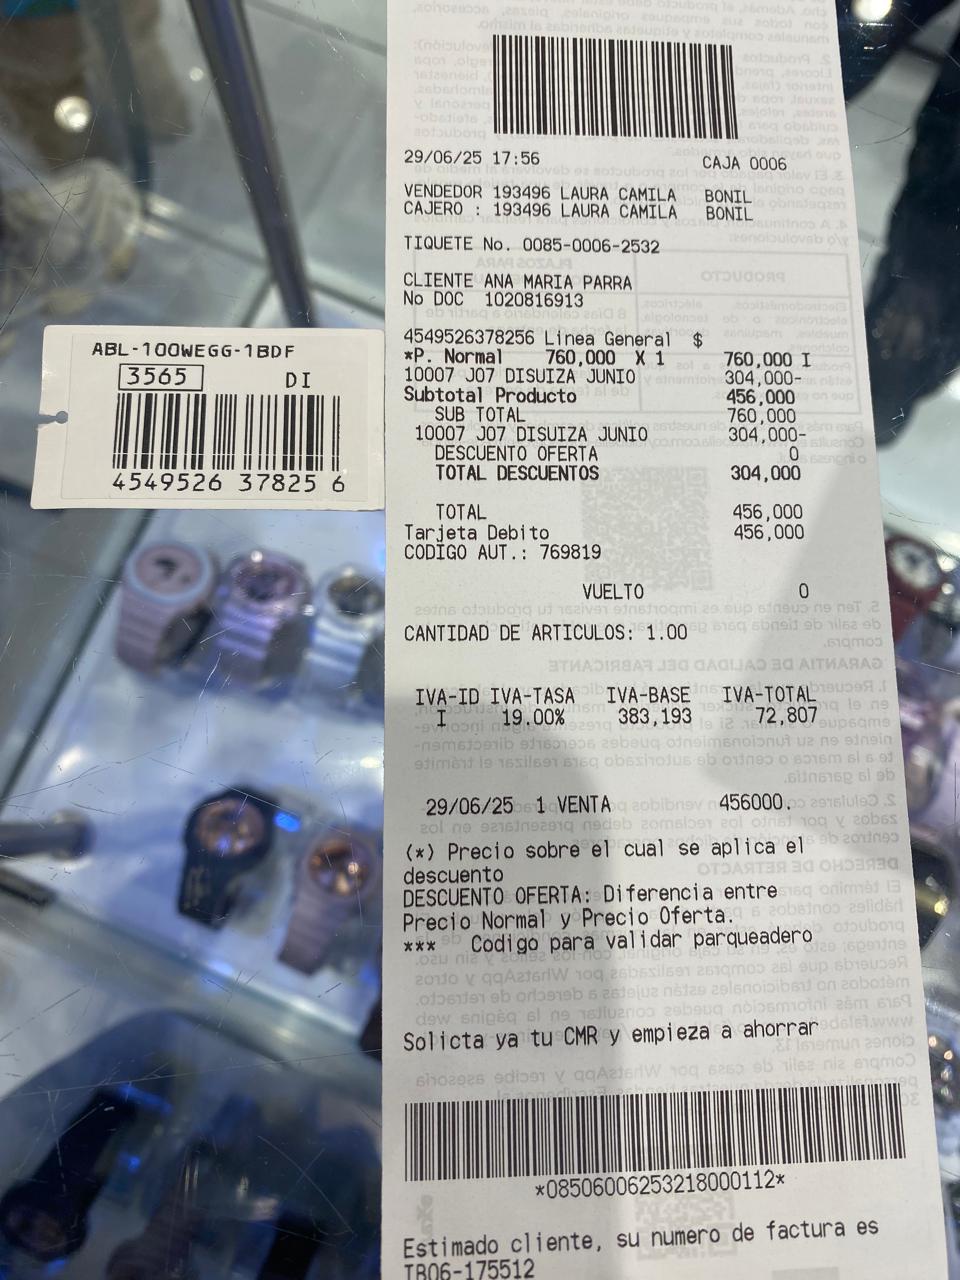 ABL-100WEGG-1BDF
3565 DI
4549526 37825 6
29/06/25 17:56 CAJA 0006
VENDEDOR 193496 LAURA CAMILA BONIL
CAJERO : 193496 LAURA CAMILA BONIL
TIQUETE No. 0085-0006-2532
CLIENTE ANA MARIA PARRA
No DOC 1020816913
4549526378256 Linea General $
*P. Normal 760,000 X 1 760,000 I
10007 J07 DISUIZA JUNIO 304,000-
Subtotal Producto 456,000
SUB TOTAL 760,000
10007 J07 DISUIZA JUNIO 304,000-
DESCUENTO OFERTA 0
TOTAL DESCUENTOS 304,000
TOTAL 456,000
Tarjeta Debito 456,000
CODIGO AUT.: 769819
VUELTO 0
CANTIDAD DE ARTICULOS: 1.00
IVA-ID IVA-TASA IVA-BASE IVA-TOTAL
I 19.00% 383,193 72,807
29/06/25 1 VENTA 456000.
(*) Precio sobre el cual se aplica el
descuento
DESCUENTO OFERTA: Diferencia entre
Precio Normal y Precio Oferta.
*** Codigo para validar parqueadero
Solicta ya tu CMR y empieza a ahorrar
*08506006253218000112*
Estimado cliente, su numero de factura es
TB06-175512